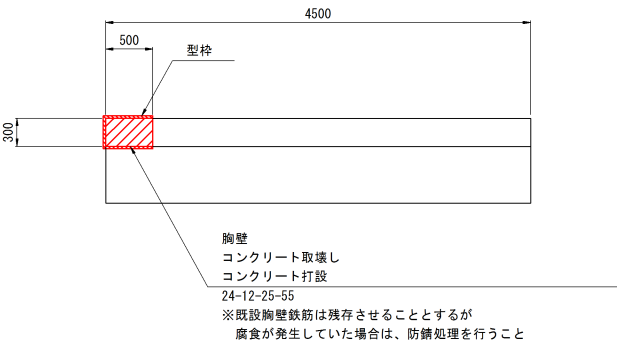 4500
500
型枠
300
胸壁
コンクリート取壊し
コンクリート打設
24-12-25-55
※既設胸壁鉄筋は残存させることとするが
腐食が発生していた場合は、防錆処理を行うこと